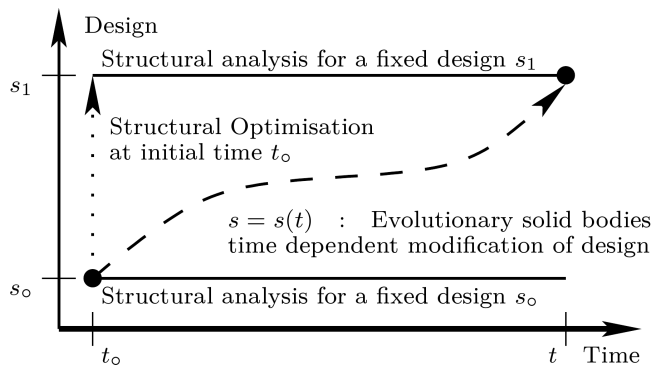 Design
Structural analysis for a fixed design s₁
s₁
Structural Optimisation
at initial time t∘
s = s(t) : Evolutionary solid bodies
time dependent modification of design
s∘
Structural analysis for a fixed design s∘
t∘ t Time